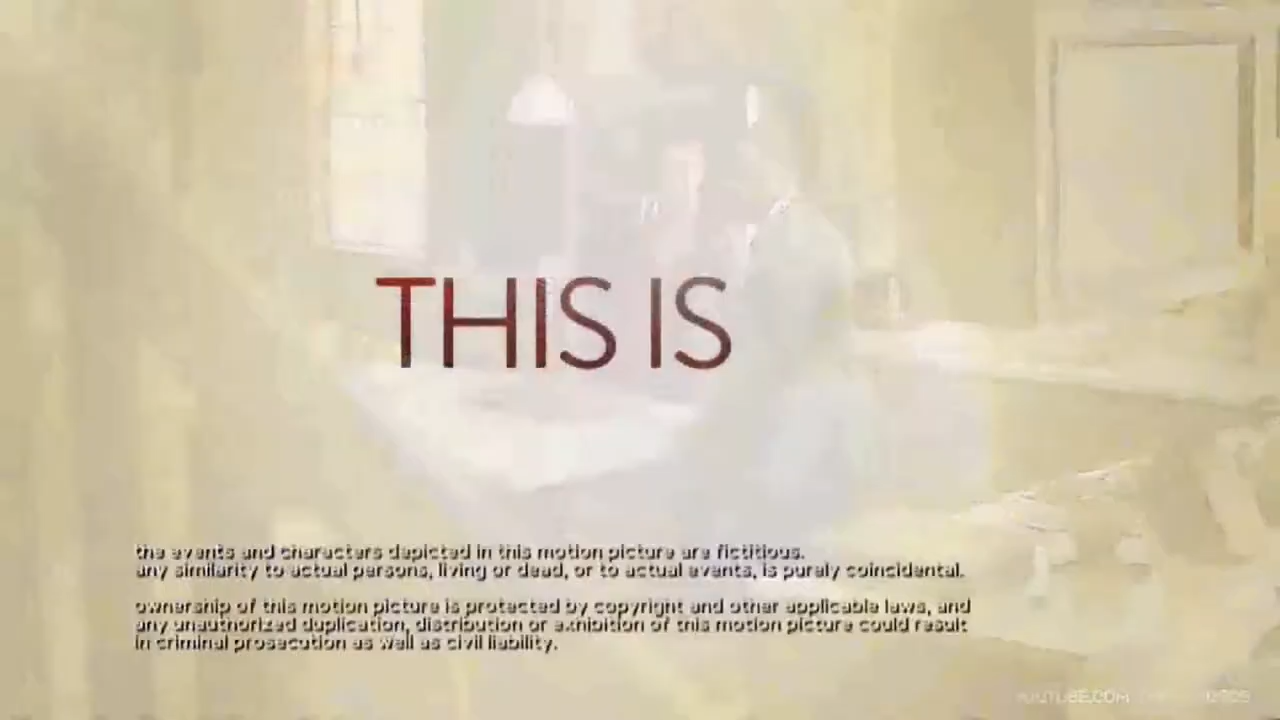 THIS IS
the events and characters depicted in this motion picture are fictitious.
any similarity to actual persons, living or dead, or to actual events, is purely coincidental.
ownership of this motion picture is protected by copyright and other applicable laws, and
any unauthorized duplication, distribution or exhibition of this motion picture could result
in criminal prosecution as well as civil liability.
YOUTUBE.COM